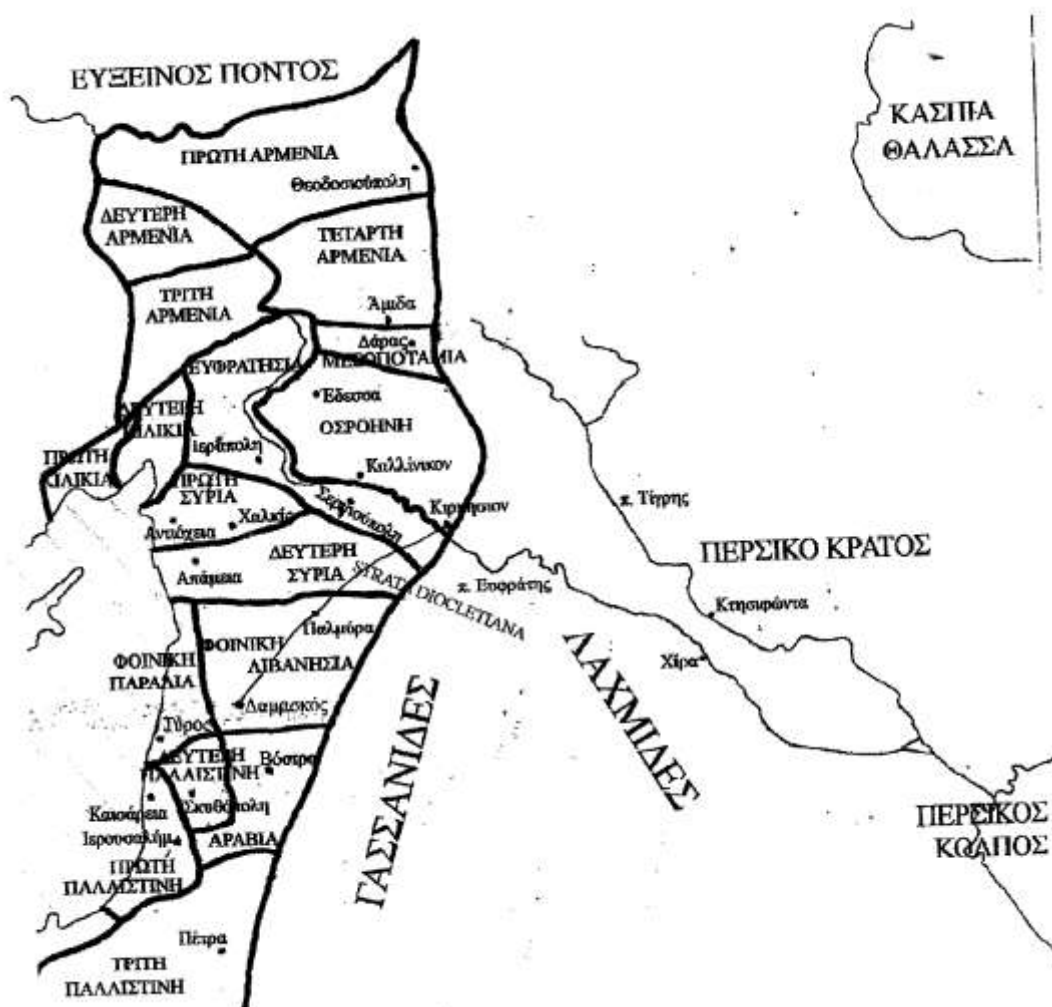 ΕΥΞΕΙΝΟΣ ΠΟΝΤΟΣ
ΚΑΣΠΙΑ
ΘΑΛΑΣΣΑ
ΠΡΩΤΗ ΑΡΜΕΝΙΑ
Θεοδοσιούπολη
ΔΕΥΤΕΡΗ
ΑΡΜΕΝΙΑ
ΤΕΤΑΡΤΗ
ΑΡΜΕΝΙΑ
ΤΡΙΤΗ
ΑΡΜΕΝΙΑ
Άμιδα
Δάρας
ΜΕΣΟΠΟΤΑΜΙΑ
ΕΥΦΡΑΤΗΣΙΑ
Έδεσσα
ΔΕΥΤΕΡΗ
ΚΙΛΙΚΙΑ
ΟΣΡΟΗΝΗ
Ιεράπολη
ΠΡΩΤΗ
ΚΙΛΙΚΙΑ
Καλλίνικον
ΠΡΩΤΗ
ΣΥΡΙΑ
Σεργιούπολη
Κιρκήσιον
π. Τίγρης
Αντιόχεια
Χαλκίς
ΔΕΥΤΕΡΗ
ΣΥΡΙΑ
ΠΕΡΣΙΚΟ ΚΡΑΤΟΣ
Απάμεια
STRATA DIOCLETIANA
π. Ευφράτης
Κτησιφώντα
Παλμύρα
ΦΟΙΝΙΚΗ
ΛΙΒΑΝΗΣΙΑ
ΦΟΙΝΙΚΗ
ΠΑΡΑΛΙΑ
ΛΑΧΜΙΔΕΣ
Χίρα
Δαμασκός
ΓΑΣΣΑΝΙΔΕΣ
Τύρος
ΔΕΥΤΕΡΗ
ΠΑΛΑΙΣΤΙΝΗ
Βόστρα
Σκυθόπολη
Καισάρεια
Ιερουσαλήμ
ΑΡΑΒΙΑ
ΠΕΡΣΙΚΟΣ
ΚΟΛΠΟΣ
ΠΡΩΤΗ
ΠΑΛΑΙΣΤΙΝΗ
Πέτρα
ΤΡΙΤΗ
ΠΑΛΑΙΣΤΙΝΗ